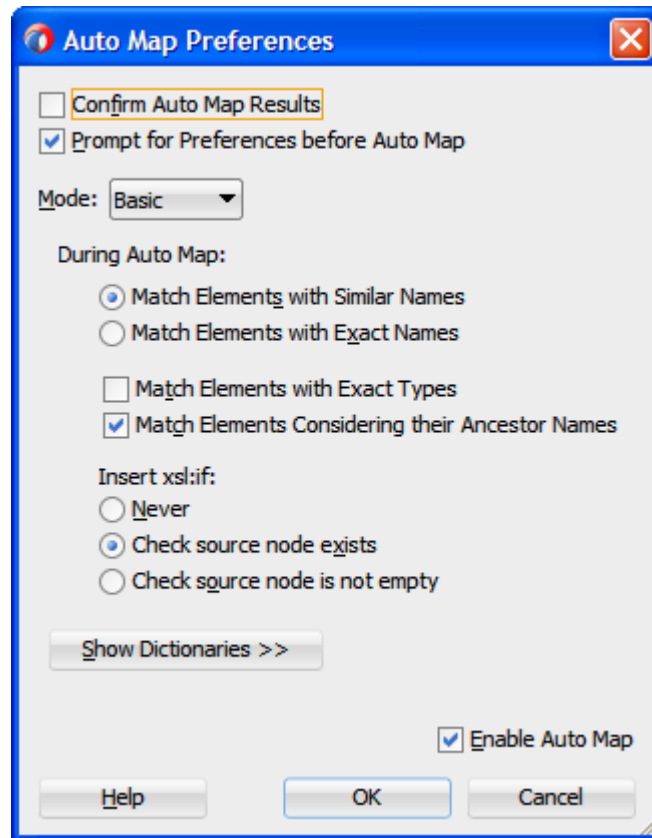 Auto Map Preferences
Confirm Auto Map Results
Prompt for Preferences before Auto Map
Mode: Basic
During Auto Map:
Match Elements with Similar Names
Match Elements with Exact Names
Match Elements with Exact Types
Match Elements Considering their Ancestor Names
Insert xsl:if:
Never
Check source node exists
Check source node is not empty
Show Dictionaries >>
Enable Auto Map
Help OK Cancel